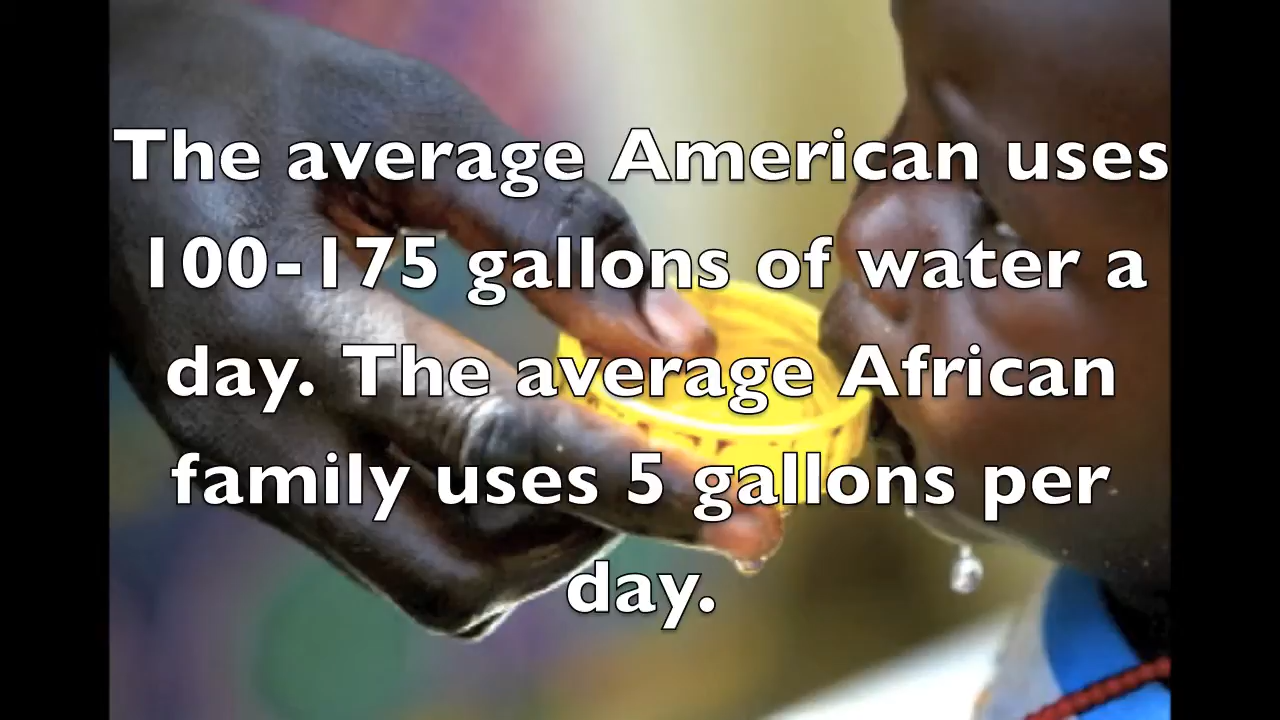 The average American uses
100-175 gallons of water a
day. The average African
family uses 5 gallons per
day.